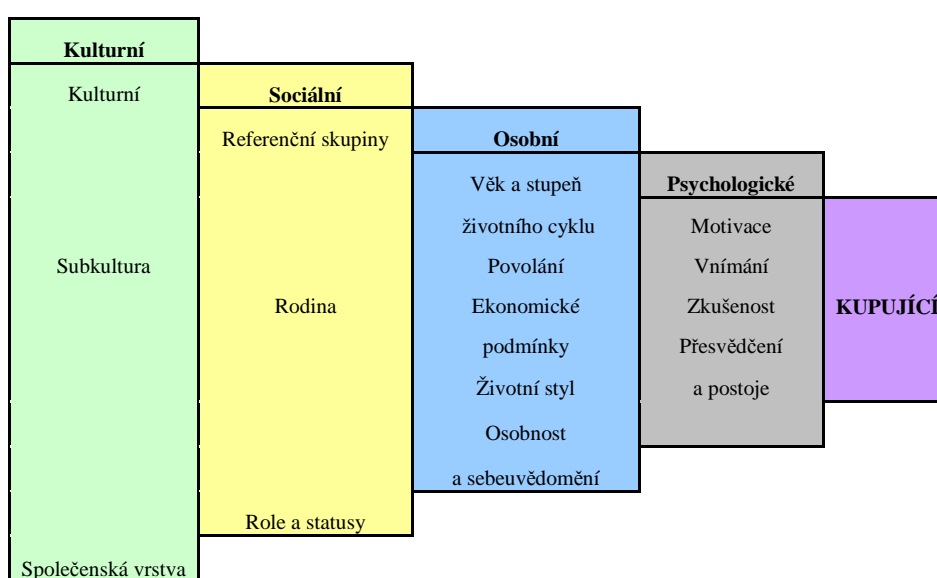 Kulturní
Kulturní
Subkultura
Společenská vrstva
Sociální
Referenční skupiny
Rodina
Role a statusy
Osobní
Věk a stupeň
životního cyklu
Povolání
Ekonomické
podmínky
Životní styl
Osobnost
a sebeuvědomění
Psychologické
Motivace
Vnímání
Zkušenost
Přesvědčení
a postoje
KUPUJÍCÍ